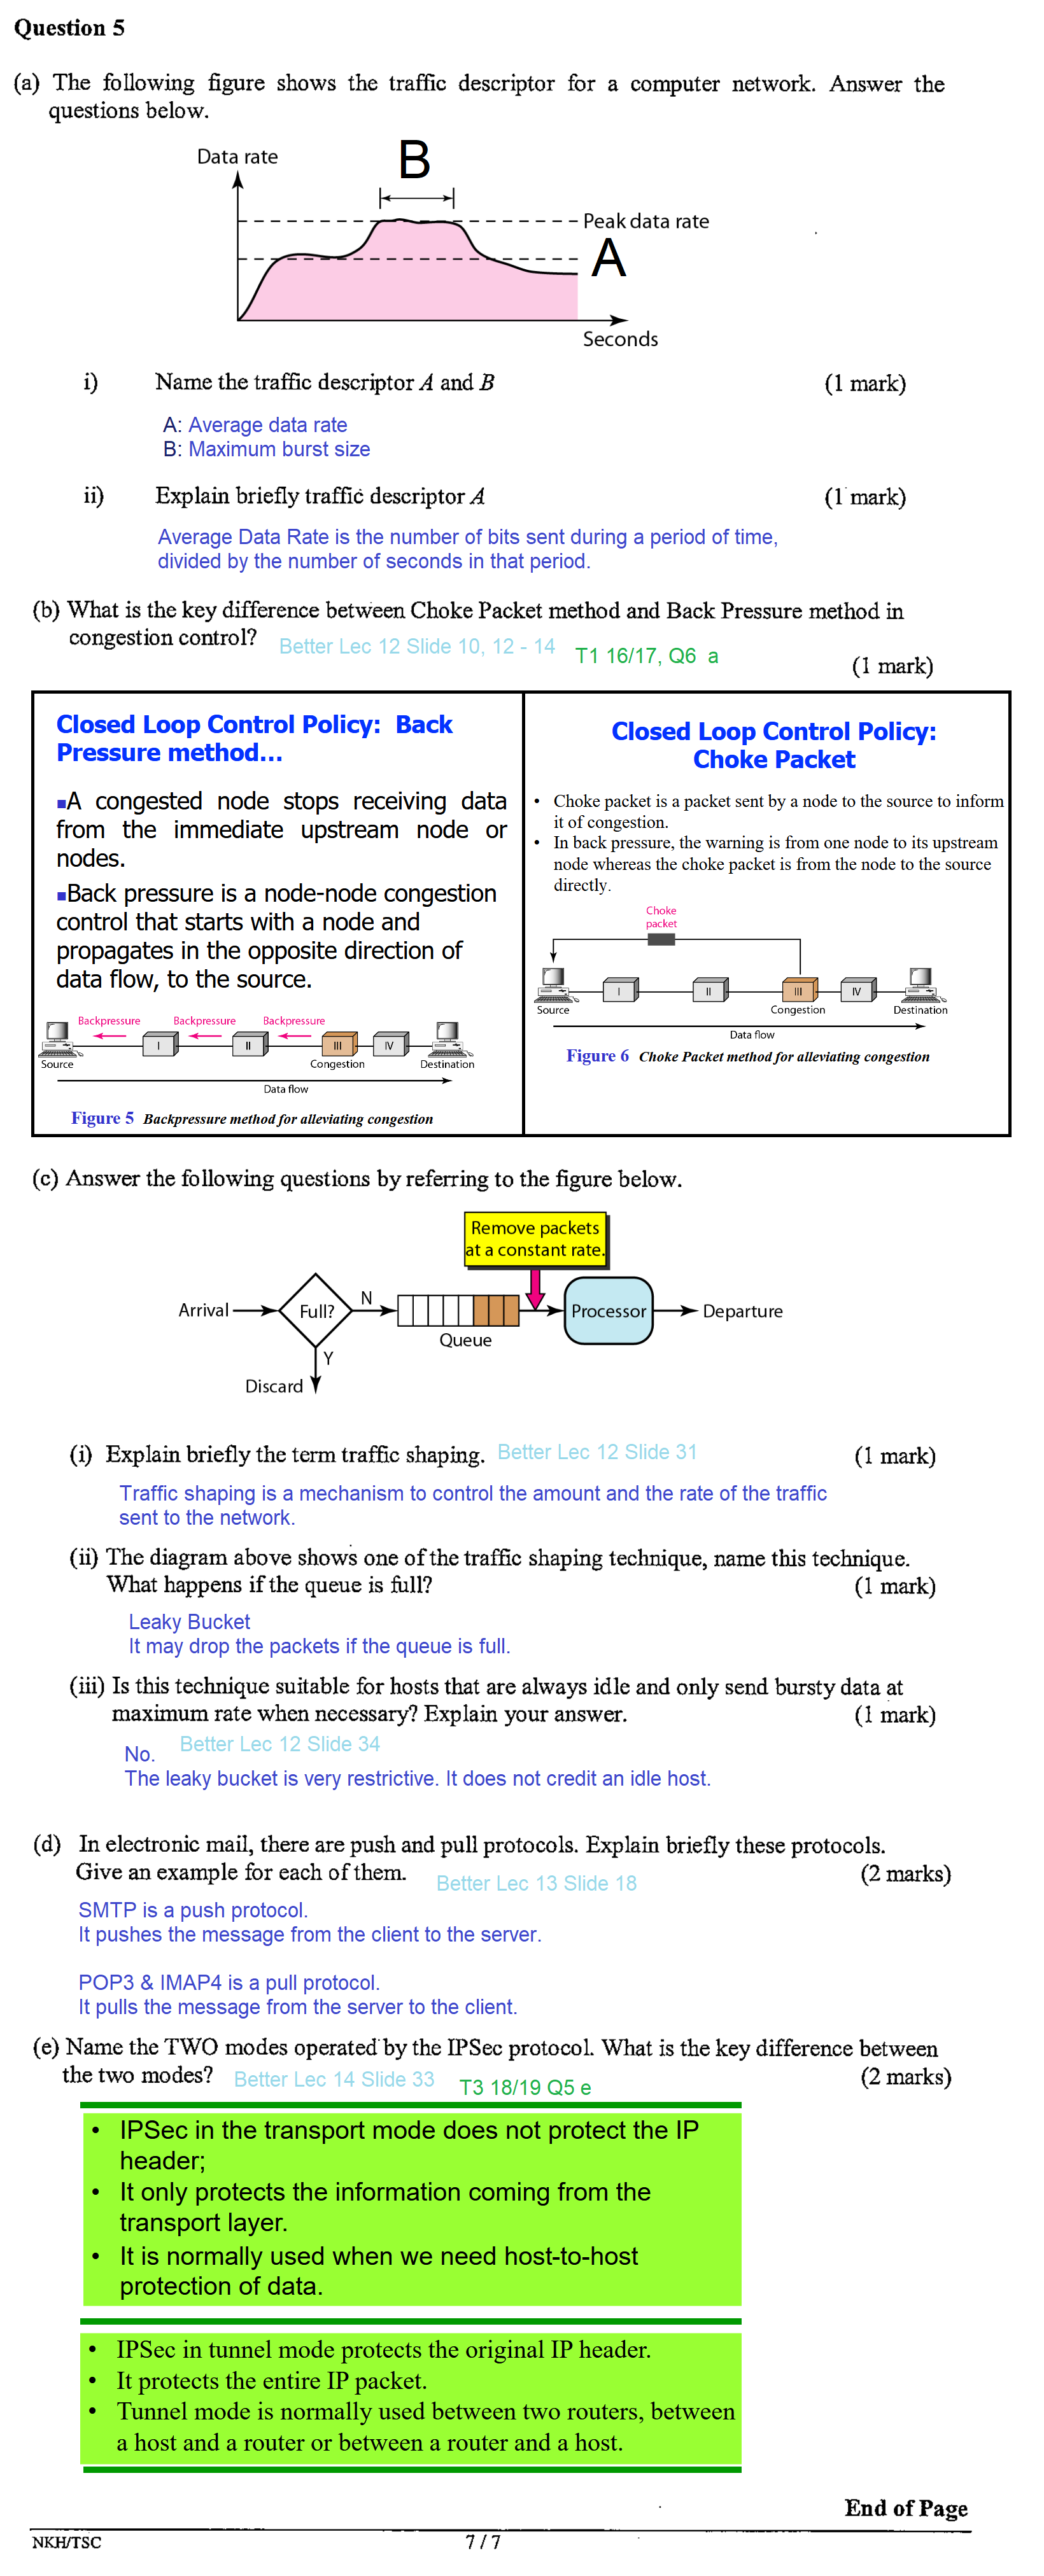 Question 5
(a) The following figure shows the traffic descriptor for a computer network. Answer the
questions below.
Data rate
B
Peak data rate
A
Seconds
i) Name the traffic descriptor A and B (1 mark)
A: Average data rate
B: Maximum burst size
ii) Explain briefly traffic descriptor A (1 mark)
Average Data Rate is the number of bits sent during a period of time,
divided by the number of seconds in that period.
(b) What is the key difference between Choke Packet method and Back Pressure method in
congestion control? Better Lec 12 Slide 10, 12 - 14 T1 16/17, Q6 a
(1 mark)
Closed Loop Control Policy: Back
Pressure method...
▪A congested node stops receiving data
from the immediate upstream node or
nodes.
▪Back pressure is a node-node congestion
control that starts with a node and
propagates in the opposite direction of
data flow, to the source.
Backpressure Backpressure Backpressure
I II III IV
Source Congestion Destination
Data flow
Figure 5 Backpressure method for alleviating congestion
Closed Loop Control Policy:
Choke Packet
• Choke packet is a packet sent by a node to the source to inform
it of congestion.
• In back pressure, the warning is from one node to its upstream
node whereas the choke packet is from the node to the source
directly.
Choke
packet
I II III IV
Source Congestion Destination
Data flow
Figure 6 Choke Packet method for alleviating congestion
(c) Answer the following questions by referring to the figure below.
Remove packets
at a constant rate.
Arrival Full? N Processor Departure
Queue
Y
Discard
(i) Explain briefly the term traffic shaping. Better Lec 12 Slide 31 (1 mark)
Traffic shaping is a mechanism to control the amount and the rate of the traffic
sent to the network.
(ii) The diagram above shows one of the traffic shaping technique, name this technique.
What happens if the queue is full? (1 mark)
Leaky Bucket
It may drop the packets if the queue is full.
(iii) Is this technique suitable for hosts that are always idle and only send bursty data at
maximum rate when necessary? Explain your answer. (1 mark)
No. Better Lec 12 Slide 34
The leaky bucket is very restrictive. It does not credit an idle host.
(d) In electronic mail, there are push and pull protocols. Explain briefly these protocols.
Give an example for each of them. (2 marks)
Better Lec 13 Slide 18
SMTP is a push protocol.
It pushes the message from the client to the server.
POP3 & IMAP4 is a pull protocol.
It pulls the message from the server to the client.
(e) Name the TWO modes operated by the IPSec protocol. What is the key difference between
the two modes? Better Lec 14 Slide 33 T3 18/19 Q5 e (2 marks)
• IPSec in the transport mode does not protect the IP
header;
• It only protects the information coming from the
transport layer.
• It is normally used when we need host-to-host
protection of data.
• IPSec in tunnel mode protects the original IP header.
• It protects the entire IP packet.
• Tunnel mode is normally used between two routers, between
a host and a router or between a router and a host.
End of Page
NKH/TSC 7 / 7